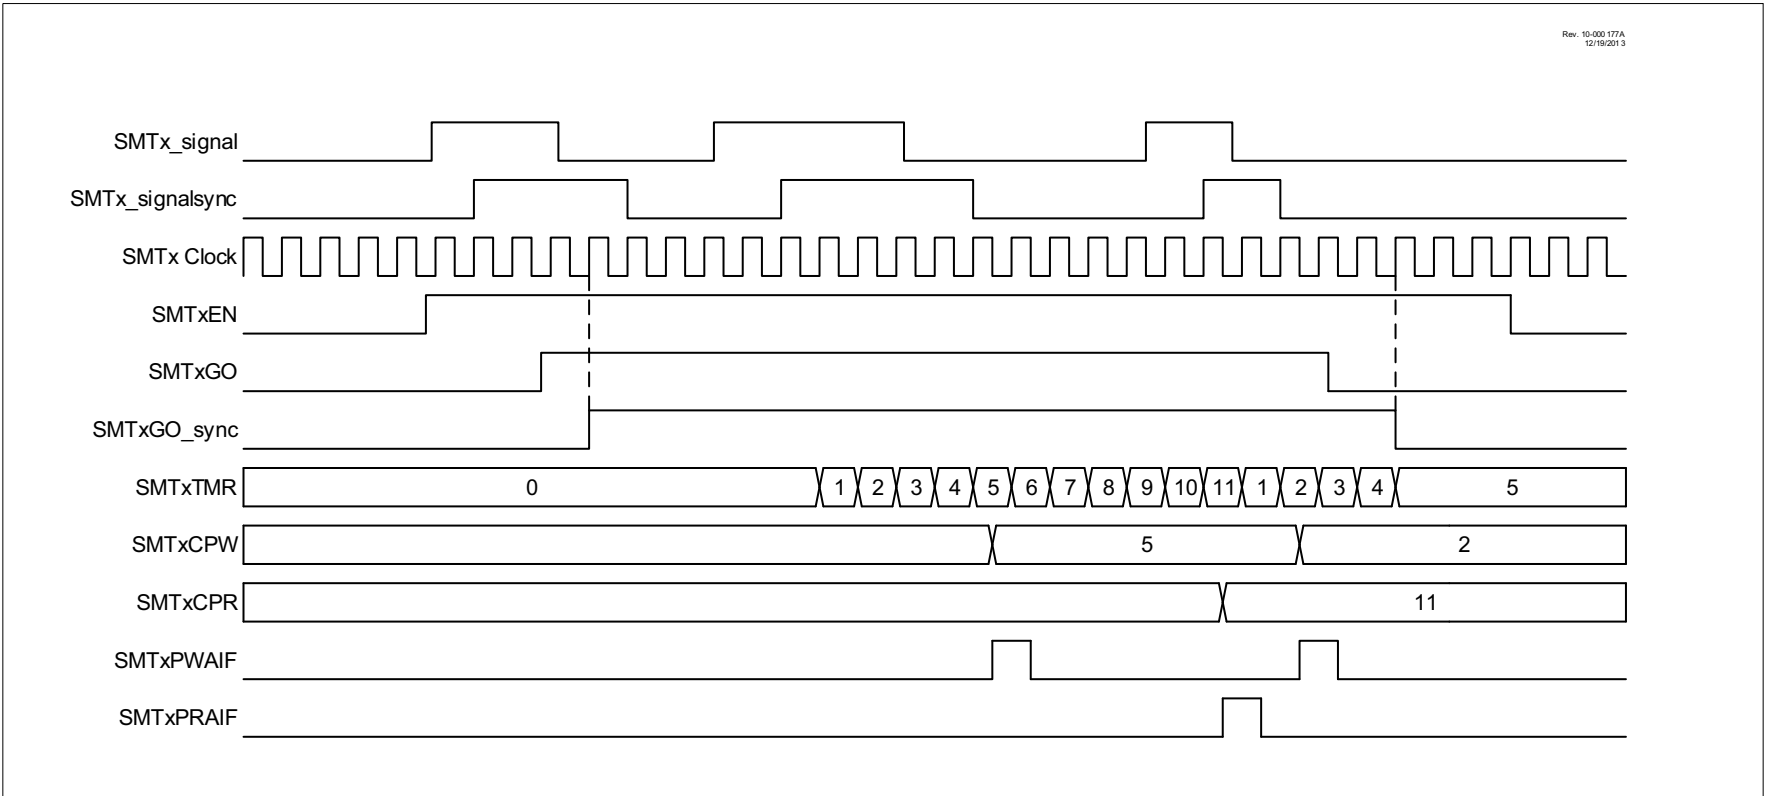 Rev. 10-000 177A
12/19/201 3
SMTx_signal
SMTx_signalsync
SMTx Clock
SMTxEN
SMTxGO
SMTxGO_sync
SMTxTMR 0 1 2 3 4 5 6 7 8 9 10 11 1 2 3 4 5
SMTxCPW 5 2
SMTxCPR 11
SMTxPWAIF
SMTxPRAIF